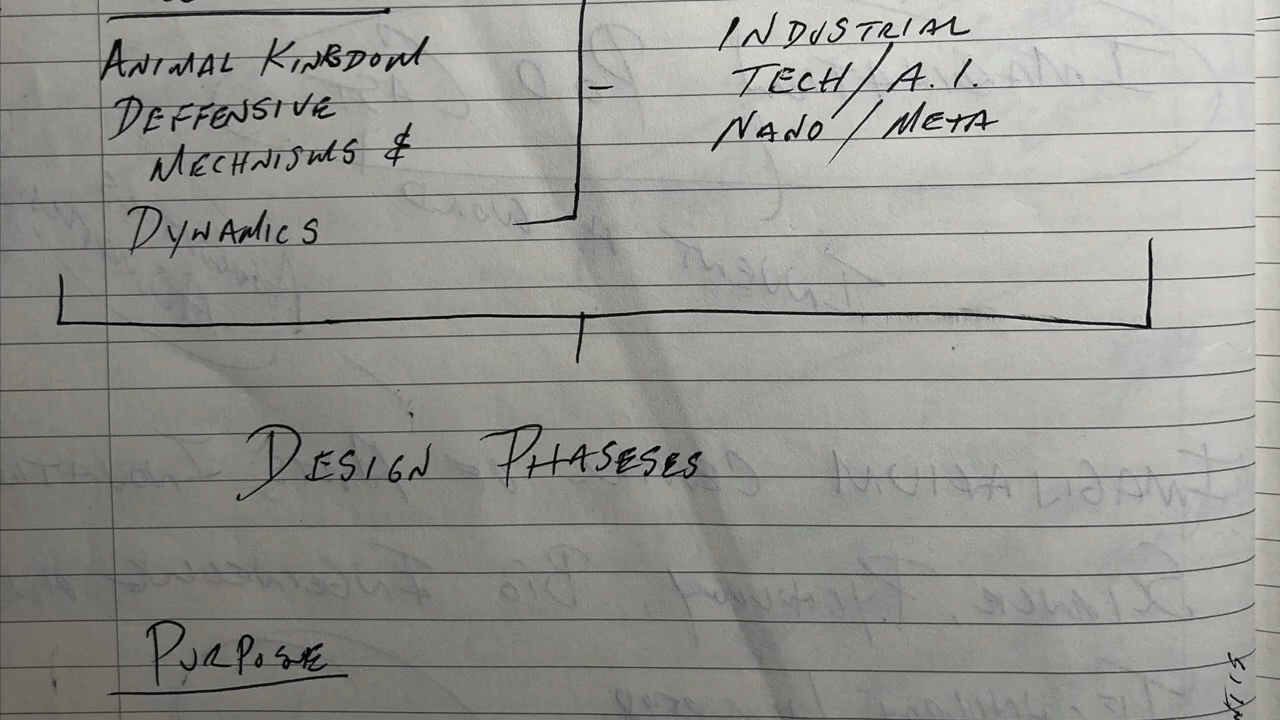 ANIMAL KINGDOM
DEFFENSIVE
MECHNISMS &
DYNAMICS
INDUSTRIAL
TECH/A.I.
NANO/META
DESIGN PHASESES
PURPOSE